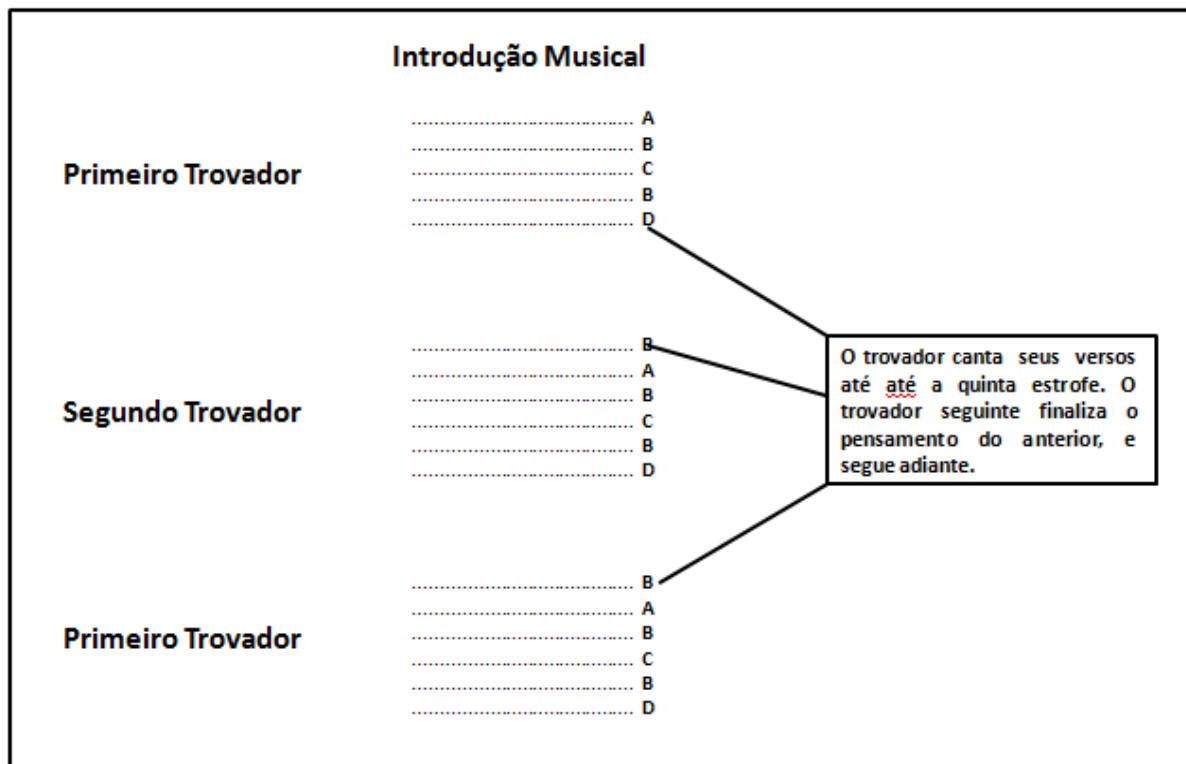 Introdução Musical
Primeiro Trovador
........................................ A
........................................ B
........................................ C
........................................ B
........................................ D
Segundo Trovador
........................................ B
........................................ A
........................................ B
........................................ C
........................................ B
........................................ D
O trovador canta seus versos
até até a quinta estrofe. O
trovador seguinte finaliza o
pensamento do anterior, e
segue adiante.
Primeiro Trovador
........................................ B
........................................ A
........................................ B
........................................ C
........................................ B
........................................ D